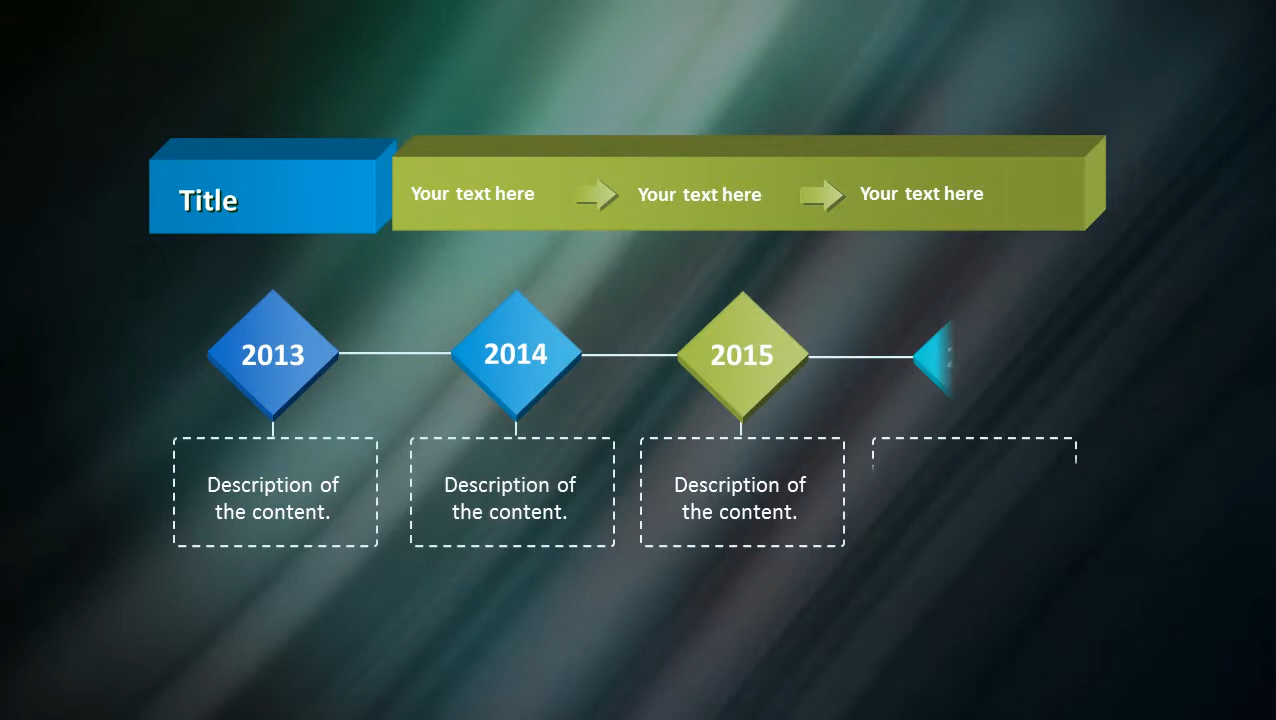 Title
Your text here
Your text here
Your text here
2013
2014
2015
Description of
the content.
Description of
the content.
Description of
the content.